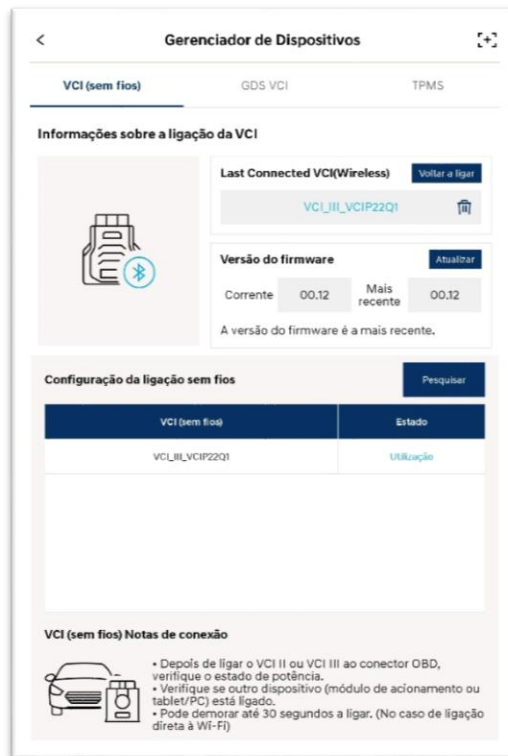 Gerenciador de Dispositivos
VCI (sem fios)
GDS VCI
TPMS
Informações sobre a ligação da VCI
Last Connected VCI(Wireless)
Voltar a ligar
VCI_III_VCIP22Q1
Versão do firmware
Atualizar
Corrente
00.12
Mais
recente
00.12
A versão do firmware é a mais recente.
Configuração da ligação sem fios
Pesquisar
VCI (sem fios)
Estado
VCI_III_VCIP22Q1
Utilização
VCI (sem fios) Notas de conexão
• Depois de ligar o VCI II ou VCI III ao conector OBD,
verifique o estado de potência.
• Verifique se outro dispositivo (módulo de acionamento ou
tablet/PC) está ligado.
• Pode demorar até 30 segundos a ligar. (No caso de ligação
direta à Wi-Fi)